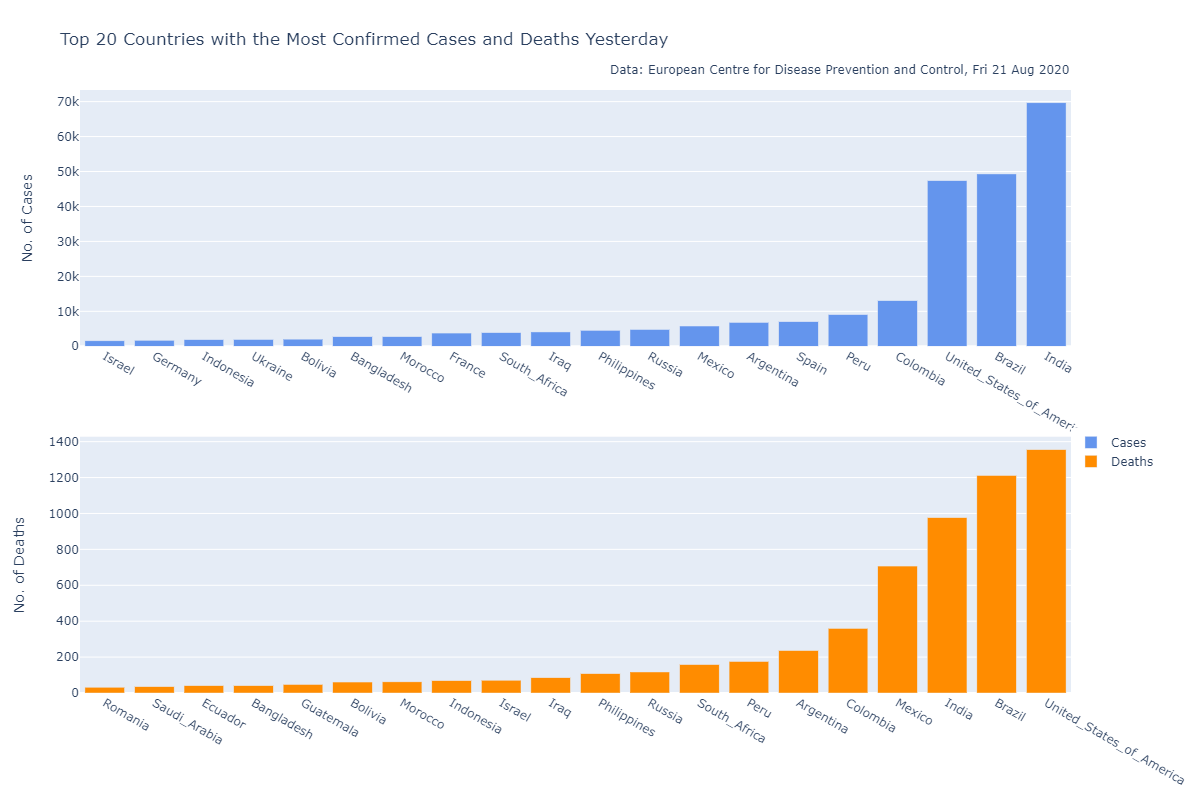 Top 20 Countries with the Most Confirmed Cases and Deaths Yesterday
Data: European Centre for Disease Prevention and Control, Fri 21 Aug 2020
No. of Cases
70k
60k
50k
40k
30k
20k
10k
0
Israel
Germany
Indonesia
Ukraine
Bolivia
Bangladesh
Morocco
France
South_Africa
Iraq
Philippines
Russia
Mexico
Argentina
Spain
Peru
Colombia
United_States_of_Ameri
Brazil
India
Cases
Deaths
No. of Deaths
1400
1200
1000
800
600
400
200
0
Romania
Saudi_Arabia
Ecuador
Bangladesh
Guatemala
Bolivia
Morocco
Indonesia
Israel
Iraq
Philippines
Russia
South_Africa
Peru
Argentina
Colombia
Mexico
India
Brazil
United_States_of_America